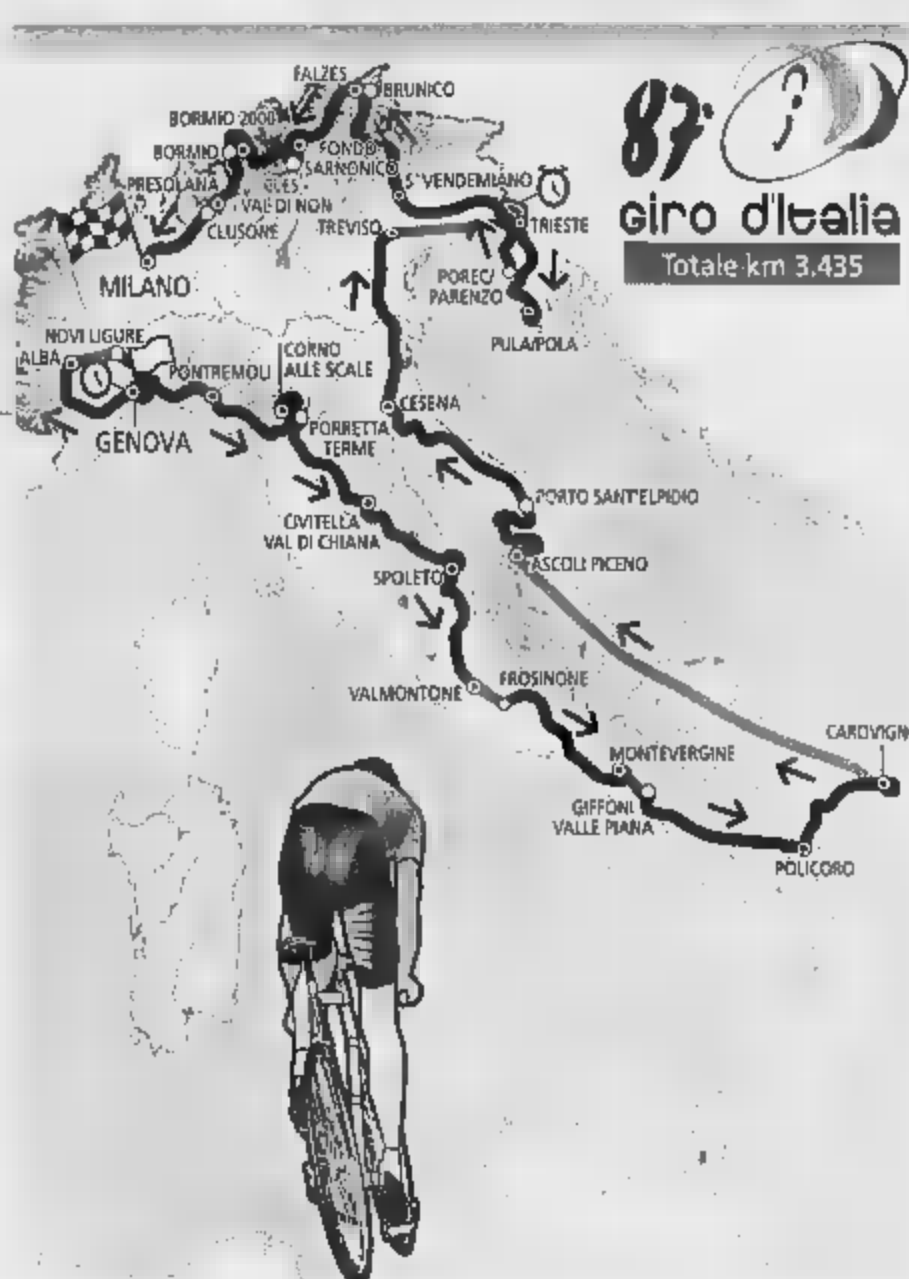 87°
Giro d'Italia
Totale km 3.435
FALZES
BRUNICO
BORMIO 2000
BORMIO
FONDO
SARNONICO
PRESOLANA
CLES
VAL DI NON
S. VENDEMIANO
CLUSONE
TREVISO
TRIESTE
MILANO
POREC/
PARENZO
PULA/POLA
NOVI LIGURE
ALBA
PONTREMOLI
CORNO
ALLE SCALE
CESENA
GENOVA
PORRETTA
TERME
PORTO SANT'ELPIDIO
CIVITELLA
VAL DI CHIANA
ASCOLI PICENO
SPOLETO
FROSINONE
VALMONTONE
CAROVIGN
MONTEVERGINE
GIFFONI
VALLE PIANA
POLICORO